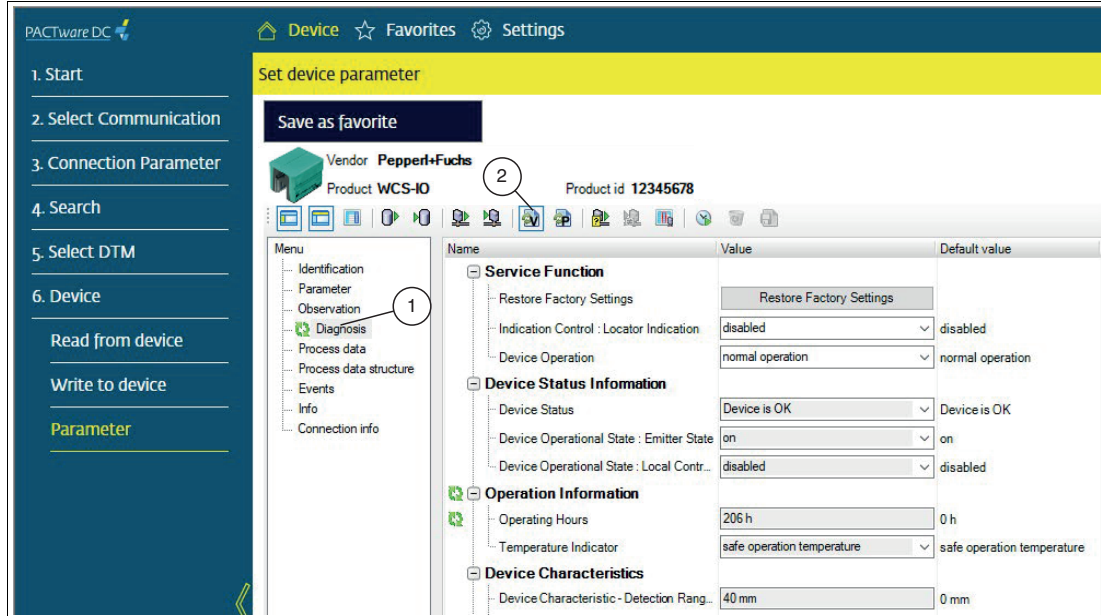 PACTware DC
Device Favorites Settings
1. Start
2. Select Communication
3. Connection Parameter
4. Search
5. Select DTM
6. Device
Read from device
Write to device
Parameter
Set device parameter
Save as favorite
Vendor Pepperl+Fuchs
Product WCS-IO Product id 12345678
2
V P
Menu
Identification
Parameter
Observation
1
Diagnosis
Process data
Process data structure
Events
Info
Connection info
Name Value Default value
Service Function
Restore Factory Settings Restore Factory Settings
Indication Control : Locator Indication disabled disabled
Device Operation normal operation normal operation
Device Status Information
Device Status Device is OK Device is OK
Device Operational State : Emitter State on on
Device Operational State : Local Contr... disabled disabled
Operation Information
Operating Hours 206 h 0 h
Temperature Indicator safe operation temperature safe operation temperature
Device Characteristics
Device Characteristic - Detection Rang... 40 mm 0 mm